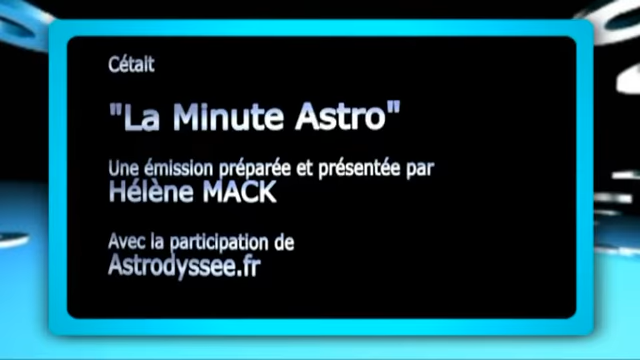 Cétait
"La Minute Astro"
Une émission préparée et présentée par
Hélène MACK
Avec la participation de
Astrodyssee.fr